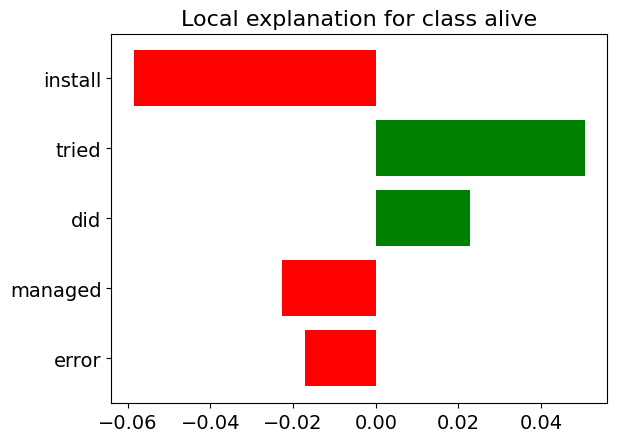 Local explanation for class alive
install
tried
did
managed
error
−0.06 −0.04 −0.02 0.00 0.02 0.04